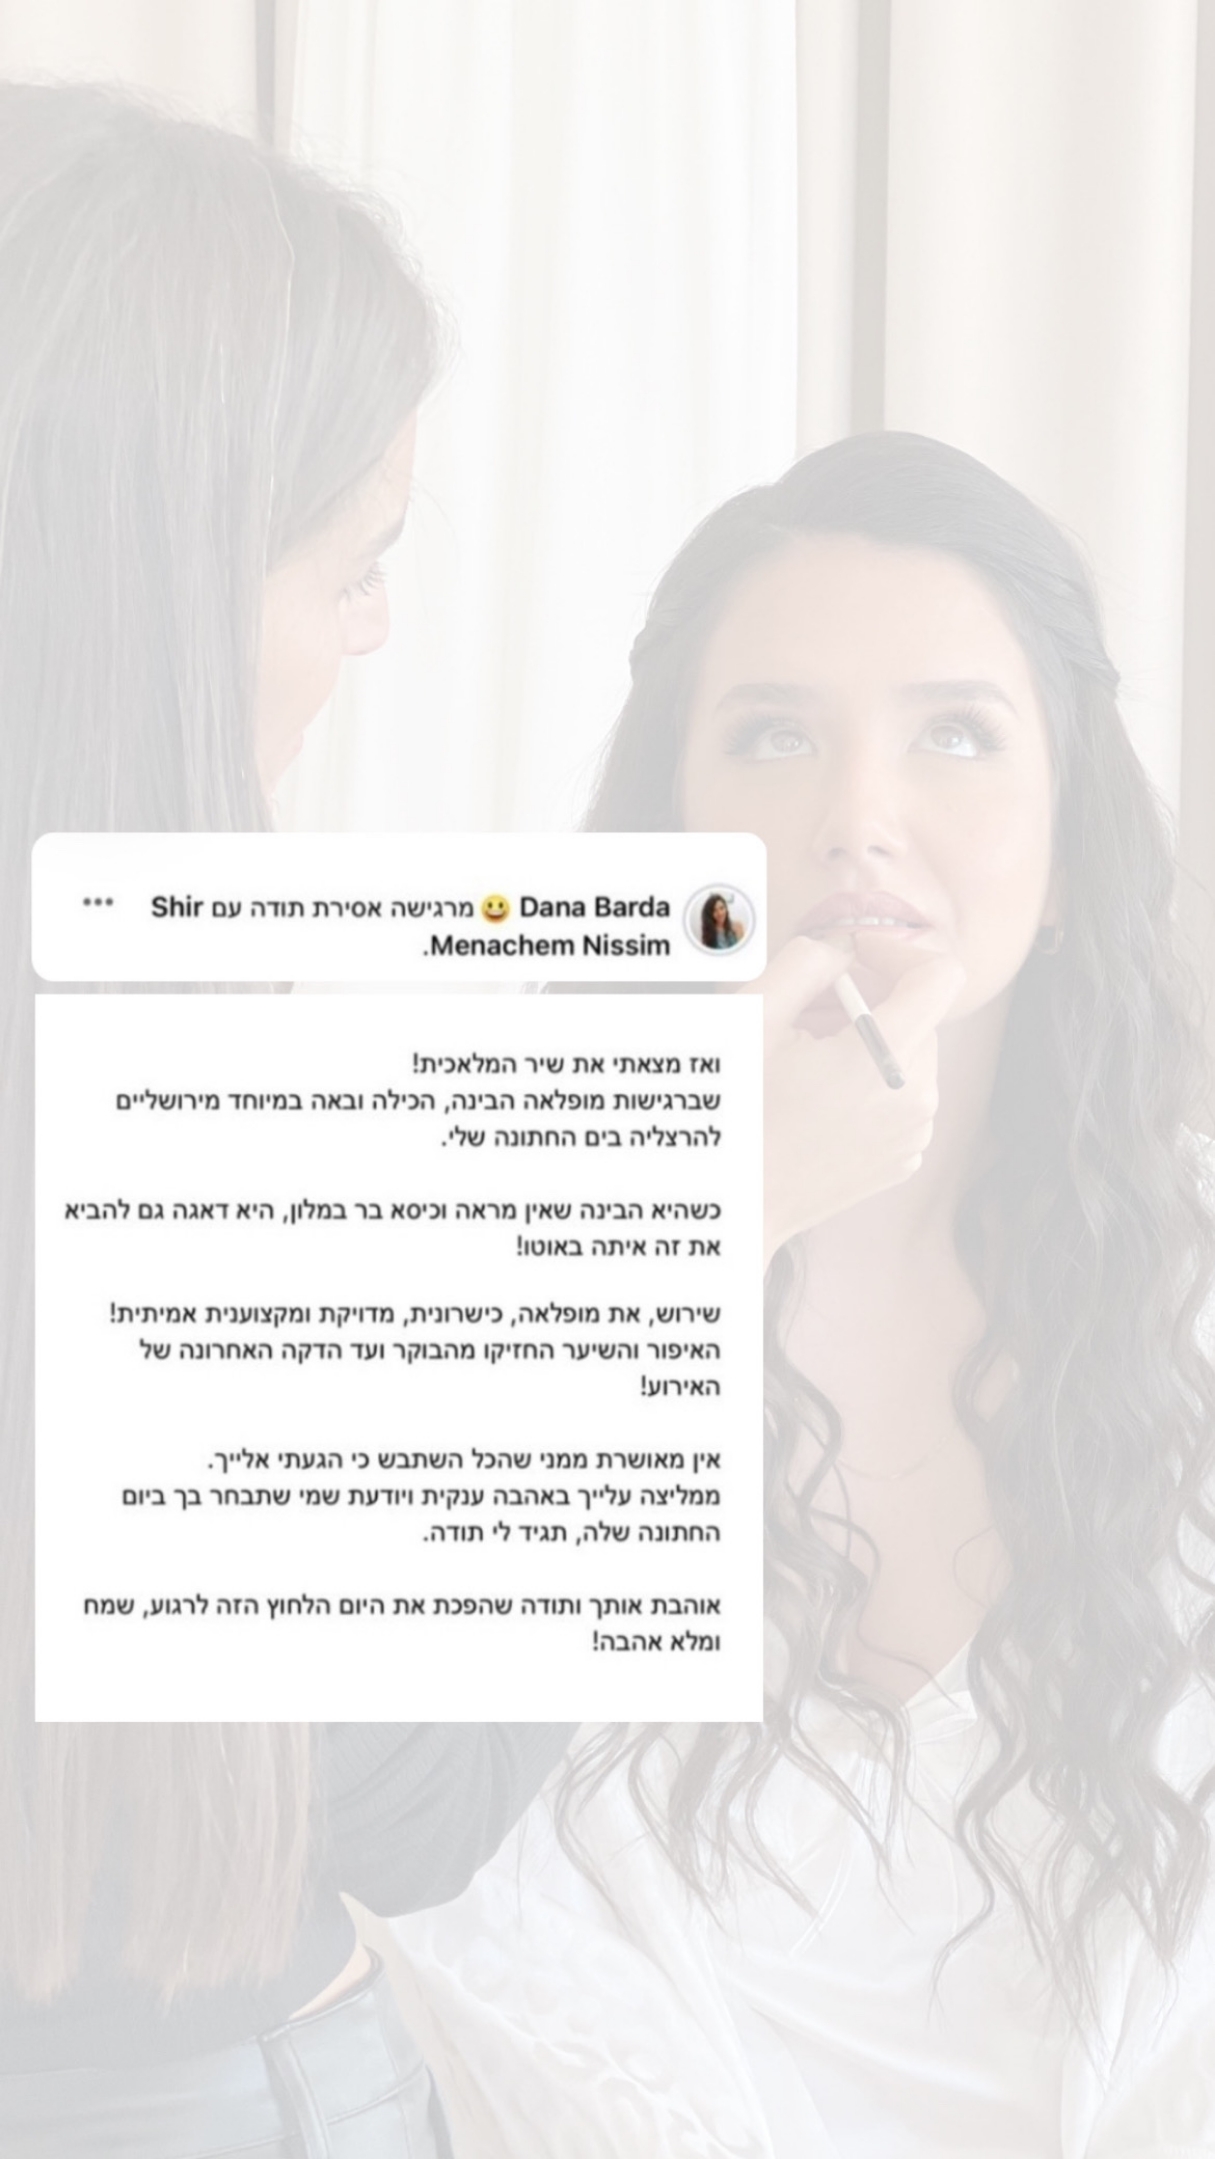 Dana Barda 😀 מרגישה אסירת תודה עם Shir
Menachem Nissim.
ואז מצאתי את שיר המלאכית!
שברגישות מופלאה הבינה, הכילה ובאה במיוחד מירושליים
להרצליה בים החתונה שלי.
כשהיא הבינה שאין מראה וכיסא בר במלון, היא דאגה גם להביא
את זה איתה באוטו!
שירוש, את מופלאה, כישרונית, מדויקת ומקצוענית אמיתית!
האיפור והשיער החזיקו מהבוקר ועד הדקה האחרונה של
האירוע!
אין מאושרת ממני שהכל השתבש כי הגעתי אלייך.
ממליצה עלייך באהבה ענקית ויודעת שמי שתבחר בך ביום
החתונה שלה, תגיד לי תודה.
אוהבת אותך ותודה שהפכת את היום הלחוץ הזה לרגוע, שמח
ומלא אהבה!